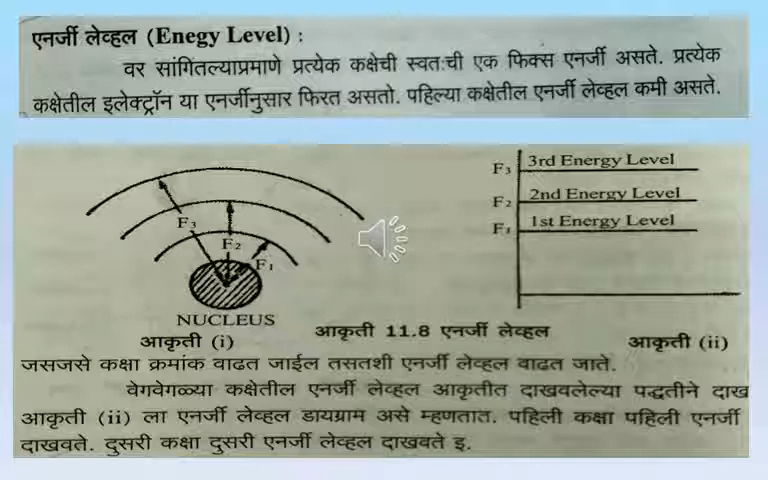 एनर्जी लेव्हल (Enegy Level) :
वर सांगितल्याप्रमाणे प्रत्येक कक्षेची स्वतःची एक फिक्स एनर्जी असते. प्रत्येक
कक्षेतील इलेक्ट्रॉन या एनर्जीनुसार फिरत असतो. पहिल्या कक्षेतील एनर्जी लेव्हल कमी असते.
F₃
F₂
F₁
NUCLEUS
आकृती (i)
F₃ 3rd Energy Level
F₂ 2nd Energy Level
F₁ 1st Energy Level
आकृती 11.8 एनर्जी लेव्हल
आकृती (ii)
जसजसे कक्षा क्रमांक वाढत जाईल तसतशी एनर्जी लेव्हल वाढत जाते.
वेगवेगळ्या कक्षेतील एनर्जी लेव्हल आकृतीत दाखवलेल्या पद्धतीने दाख
आकृती (ii) ला एनर्जी लेव्हल डायग्राम असे म्हणतात. पहिली कक्षा पहिली एनर्जी
दाखवते. दुसरी कक्षा दुसरी एनर्जी लेव्हल दाखवते इ.